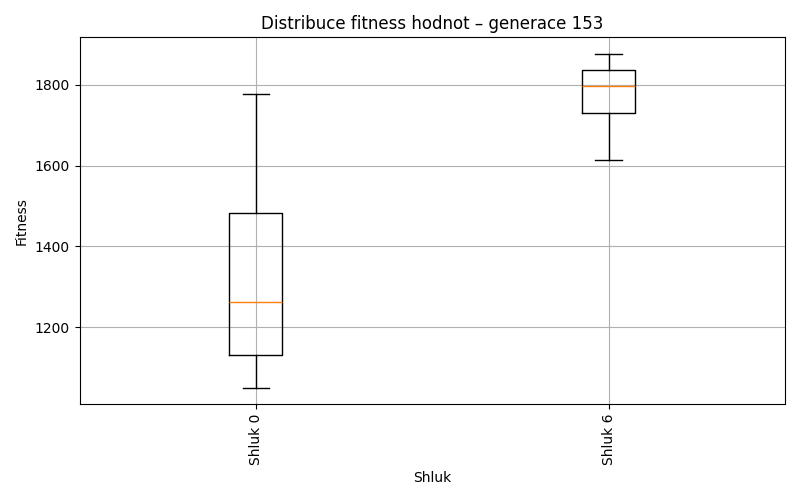 Distribuce fitness hodnot – generace 153
Fitness
1800
1600
1400
1200
Shluk 0
Shluk 6
Shluk